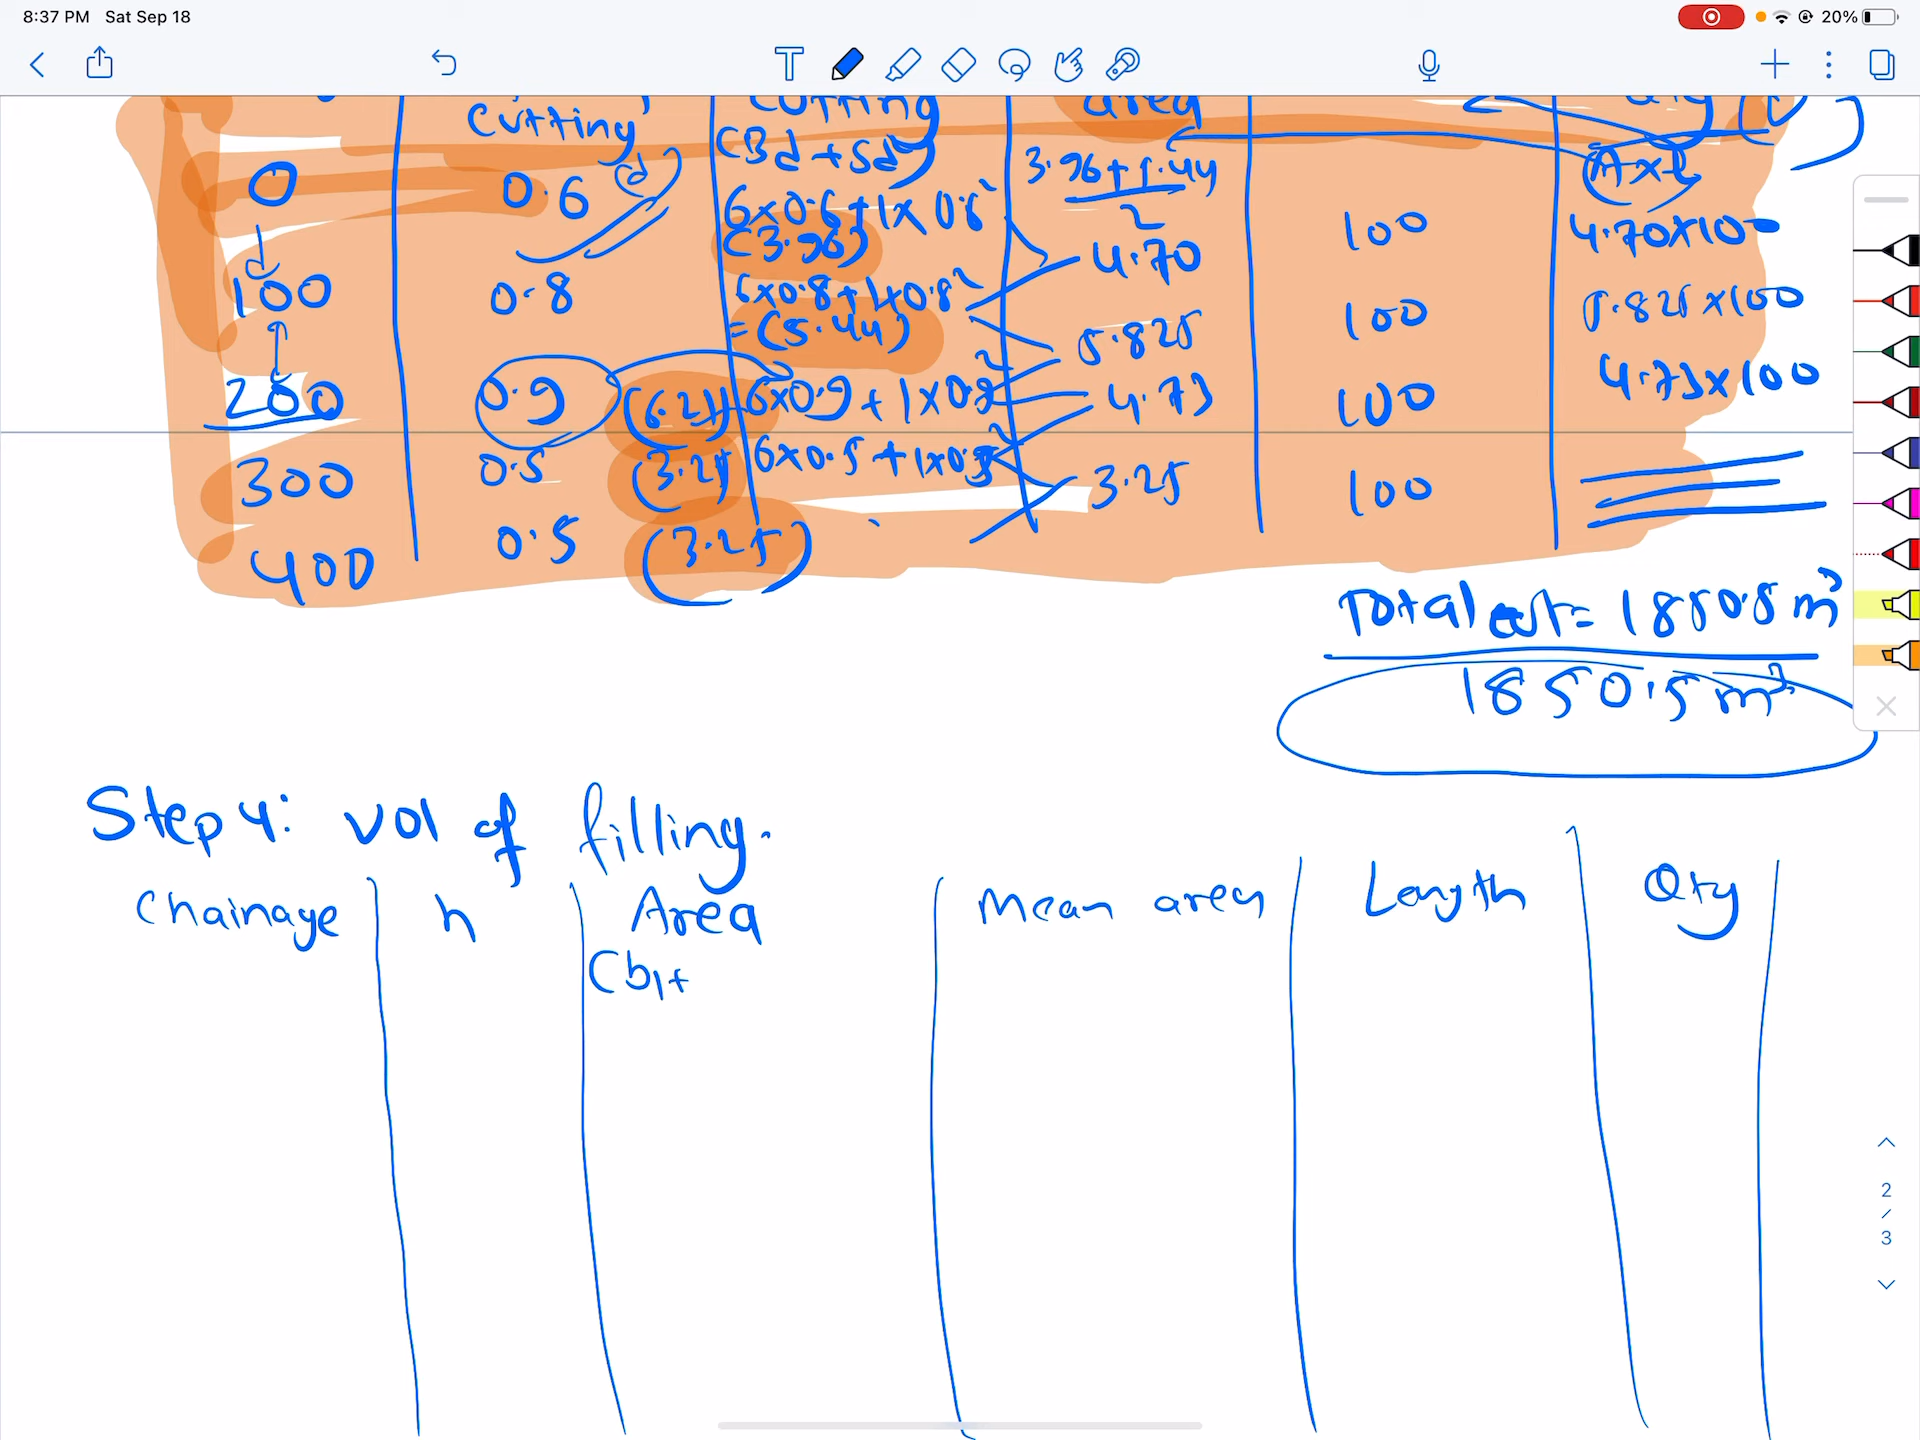 8:37 PM Sat Sep 18
20%
Cutting (d)
Cutting
(Bd + Sd²)
area
Qty
(A×L)
0
0.6
6×0.6+1×0.6²
(3.96)
3.96+5.44
2
4.70
100
4.70×100
100
0.8
6×0.8+1×0.8²
=(5.44)
5.825
100
5.825×100
200
0.9
(6.21)
6×0.9+1×0.9²
4.73
100
4.73×100
300
0.5
(3.25)
6×0.5+1×0.5²
3.25
100
400
0.5
(3.25)
Total = 1850.5 m³
1850.5 m³
Step 4: vol of filling.
Chainage
h
Area
(b1+
Mean area
Length
Qty
2
/
3